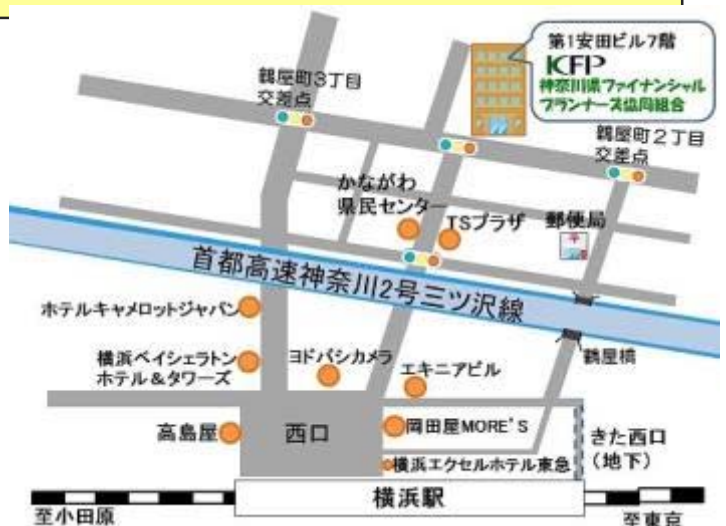 第1安田ビル7階
KFP
神奈川県ファイナンシャル
プランナーズ協同組合
鶴屋町3丁目
交差点
鶴屋町2丁目
交差点
かながわ
県民センター
TSプラザ
郵便局
首都高速神奈川2号三ツ沢線
ホテルキャメロットジャパン
鶴屋橋
横浜ベイシェラトン
ホテル&タワーズ
ヨドバシカメラ
エキニアビル
高島屋
西口
岡田屋MORE'S
きた西口
(地下)
横浜エクセルホテル東急
横浜駅
至小田原
至東京